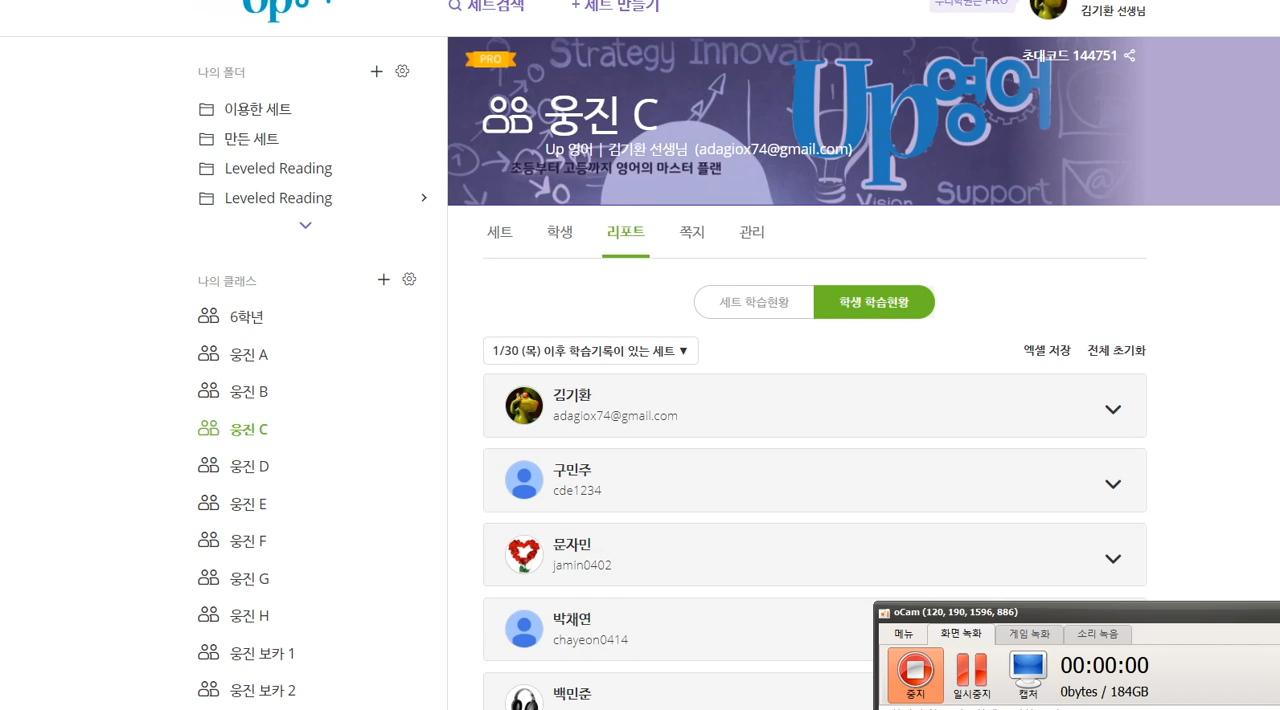 Up영어
세트검색
+ 세트 만들기
우리학원은 PRO
김기환 선생님
나의 폴더
이용한 세트
만든 세트
Leveled Reading
Leveled Reading
나의 클래스
6학년
웅진 A
웅진 B
웅진 C
웅진 D
웅진 E
웅진 F
웅진 G
웅진 H
웅진 보카 1
웅진 보카 2
PRO
Strategy Innovation
초대코드 144751
웅진 C
Up영어
Up 영어 | 김기환 선생님 (adagiox74@gmail.com)
초등부터 고등까지 영어의 마스터 플랜
Vision
Support
세트 학생 리포트 쪽지 관리
세트 학습현황 학생 학습현황
1/30 (목) 이후 학습기록이 있는 세트 ▼
엑셀 저장 전체 초기화
김기환
adagiox74@gmail.com
구민주
cde1234
문자민
jamin0402
박채연
chayeon0414
백민준
oCam (120, 190, 1596, 886)
메뉴 화면 녹화 게임 녹화 소리 녹음
중지 일시중지 캡처
00:00:00
0bytes / 184GB